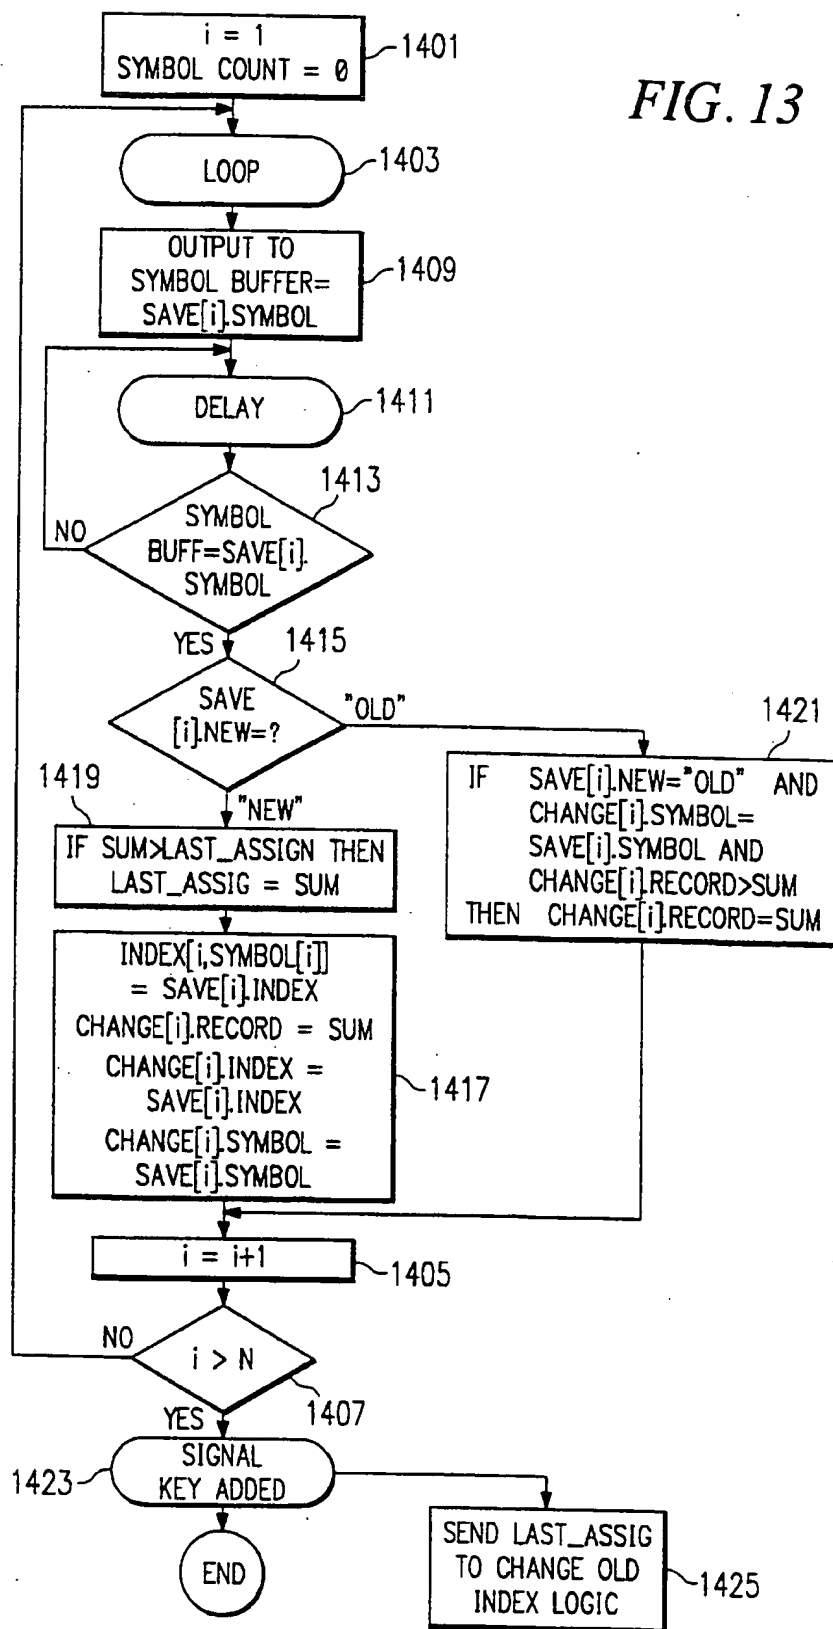 FIG. 13
i = 1
SYMBOL COUNT = 0
1401
LOOP
1403
OUTPUT TO
SYMBOL BUFFER=
SAVE[i].SYMBOL
1409
DELAY
1411
1413
SYMBOL
BUFF=SAVE[i].
SYMBOL
NO
YES
1415
SAVE
[i].NEW=?
"OLD"
"NEW"
1421
IF SAVE[i].NEW="OLD" AND
CHANGE[i].SYMBOL=
SAVE[i].SYMBOL AND
CHANGE[i].RECORD>SUM
THEN CHANGE[i].RECORD=SUM
1419
IF SUM>LAST_ASSIGN THEN
LAST_ASSIG = SUM
INDEX[i,SYMBOL[i]]
= SAVE[i].INDEX
CHANGE[i].RECORD = SUM
CHANGE[i].INDEX =
SAVE[i].INDEX
CHANGE[i].SYMBOL =
SAVE[i].SYMBOL
1417
i = i+1
1405
NO
i > N
1407
YES
SIGNAL
KEY ADDED
1423
END
SEND LAST_ASSIG
TO CHANGE OLD
INDEX LOGIC
1425